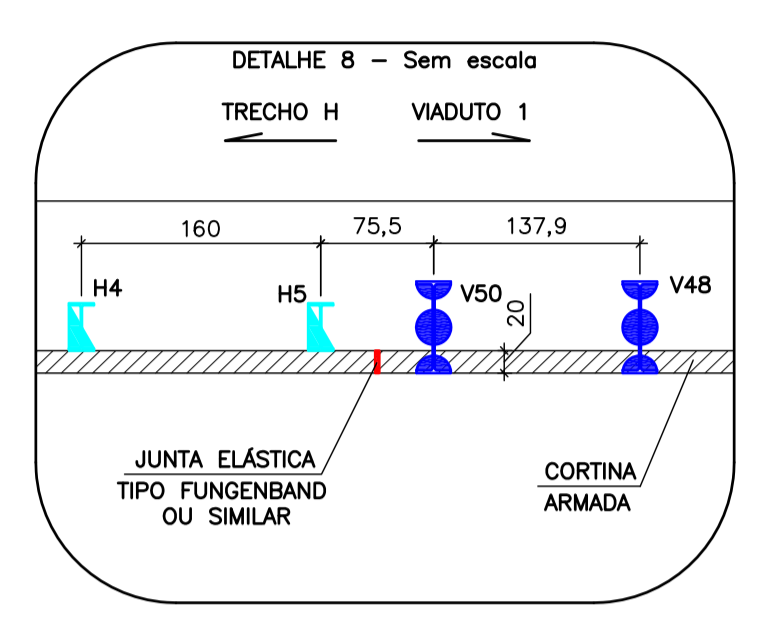 DETALHE 8 – Sem escala
TRECHO H
VIADUTO 1
160
75,5
137,9
H4
H5
V50
20
V48
JUNTA ELÁSTICA
TIPO FUNGENBAND
OU SIMILAR
CORTINA
ARMADA